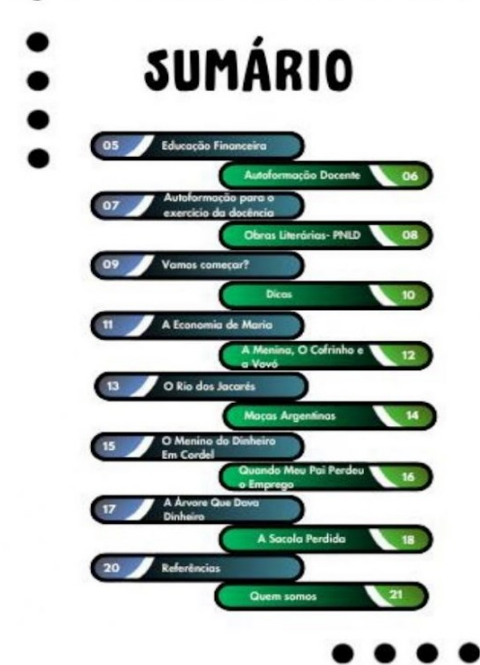 SUMÁRIO
05 Educação Financeira
Autoformação Docente 06
07 Autoformação para o
exercício da docência
Obras Literárias- PNLD 08
09 Vamos começar?
Dicas 10
11 A Economia de Maria
A Menina, O Cofrinho e
a Vovó 12
13 O Rio dos Jacarés
Maças Argentinas 14
15 O Menino do Dinheiro
Em Cordel
Quando Meu Pai Perdeu
o Emprego 16
17 A Árvore Que Dava
Dinheiro
A Sacola Perdida 18
20 Referências
Quem somos 21